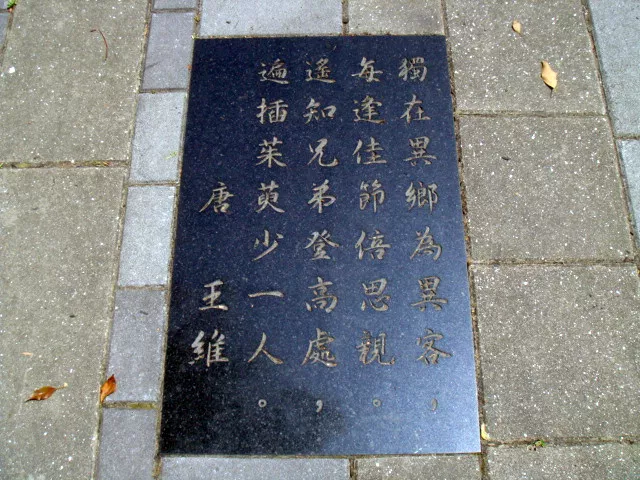 獨在異鄉為異客，
每逢佳節倍思親。
遙知兄弟登高處，
遍插茱萸少一人。
唐 王維